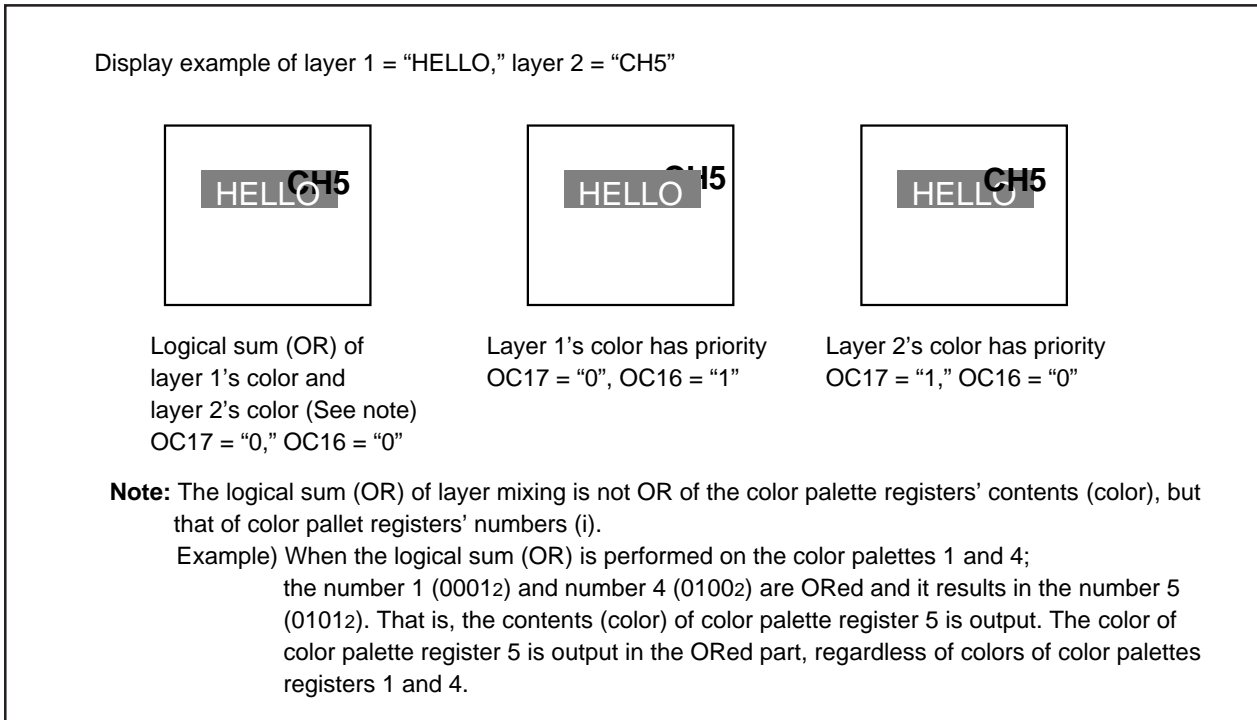 Display example of layer 1 = “HELLO,” layer 2 = “CH5”
HELLO CH5
HELLO H5
HELLO CH5
Logical sum (OR) of
layer 1’s color and
layer 2’s color (See note)
OC17 = “0,” OC16 = “0”
Layer 1’s color has priority
OC17 = “0”, OC16 = “1”
Layer 2’s color has priority
OC17 = “1,” OC16 = “0”
Note: The logical sum (OR) of layer mixing is not OR of the color palette registers’ contents (color), but
that of color pallet registers’ numbers (i).
Example) When the logical sum (OR) is performed on the color palettes 1 and 4;
the number 1 (00012) and number 4 (01002) are ORed and it results in the number 5
(01012). That is, the contents (color) of color palette register 5 is output. The color of
color palette register 5 is output in the ORed part, regardless of colors of color palettes
registers 1 and 4.